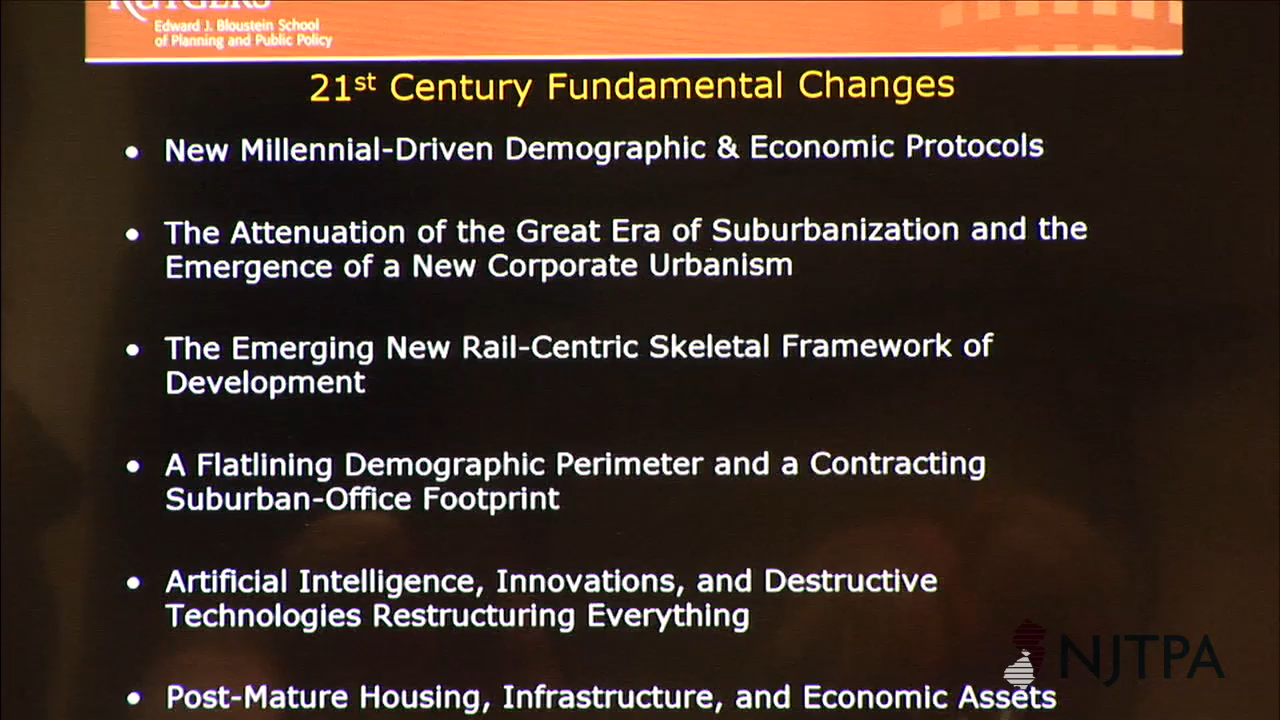 RUTGERS
Edward J. Bloustein School
of Planning and Public Policy
21st Century Fundamental Changes
• New Millennial-Driven Demographic & Economic Protocols
• The Attenuation of the Great Era of Suburbanization and the
Emergence of a New Corporate Urbanism
• The Emerging New Rail-Centric Skeletal Framework of
Development
• A Flatlining Demographic Perimeter and a Contracting
Suburban-Office Footprint
• Artificial Intelligence, Innovations, and Destructive
Technologies Restructuring Everything
• Post-Mature Housing, Infrastructure, and Economic Assets
NJTPA